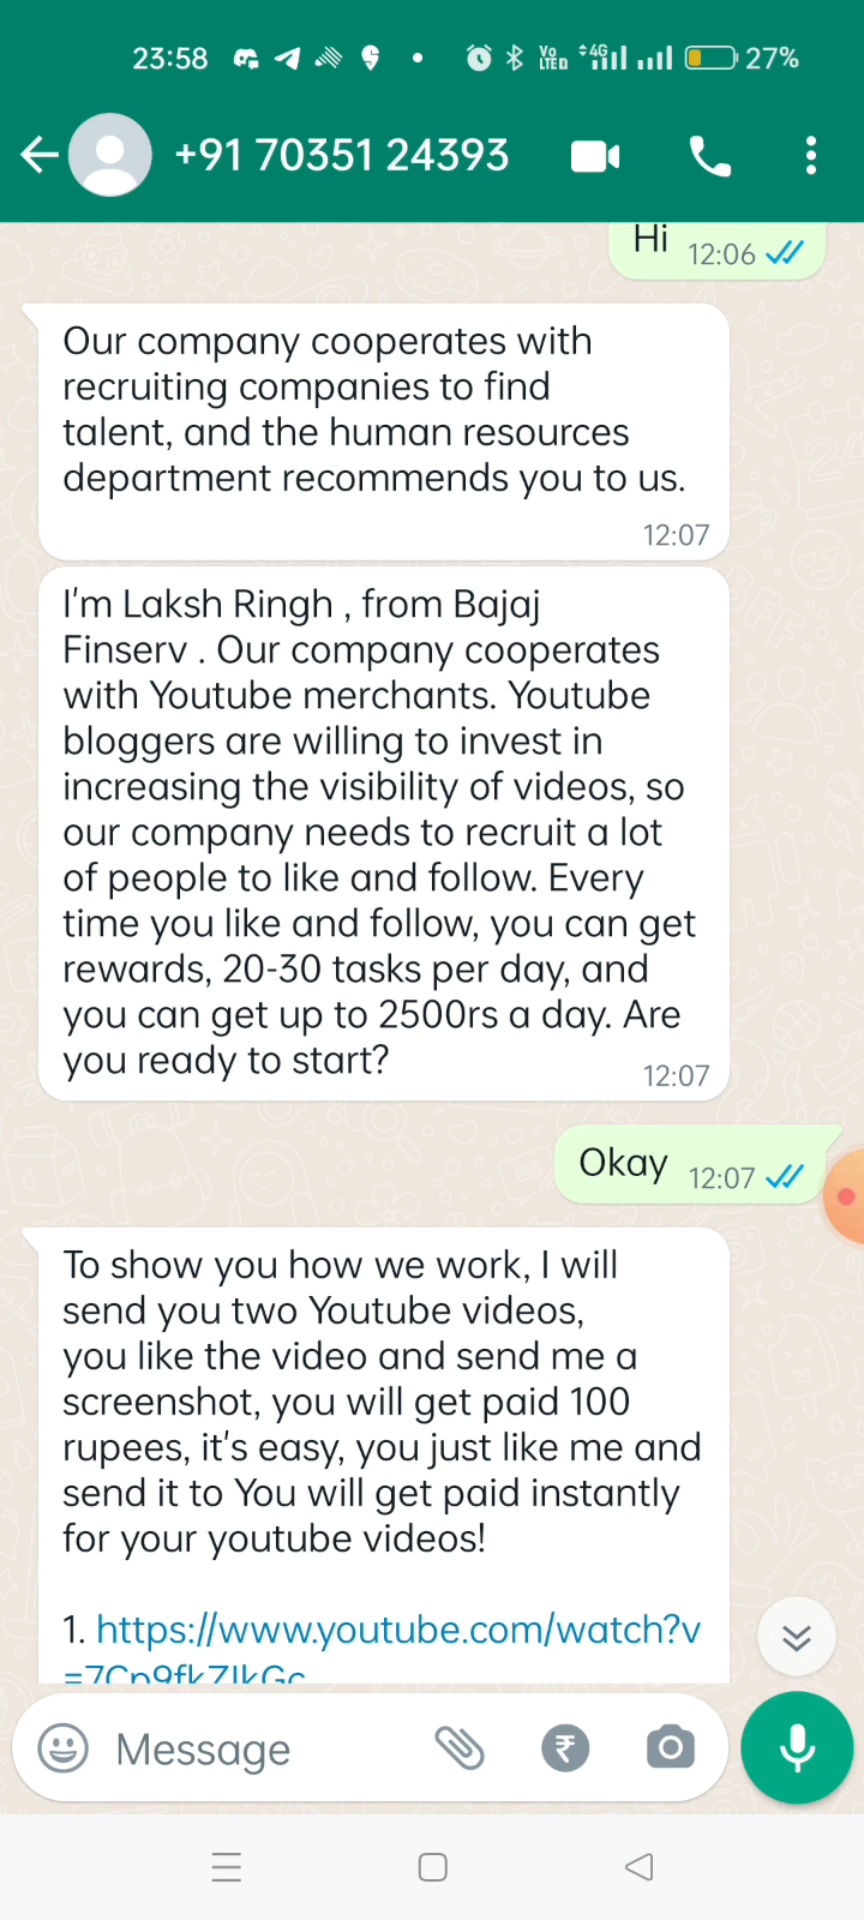 23:58
VO LTED
4G
27%
+91 70351 24393
Hi 12:06
Our company cooperates with
recruiting companies to find
talent, and the human resources
department recommends you to us.
12:07
I'm Laksh Ringh , from Bajaj
Finserv . Our company cooperates
with Youtube merchants. Youtube
bloggers are willing to invest in
increasing the visibility of videos, so
our company needs to recruit a lot
of people to like and follow. Every
time you like and follow, you can get
rewards, 20-30 tasks per day, and
you can get up to 2500rs a day. Are
you ready to start?
12:07
Okay 12:07
To show you how we work, I will
send you two Youtube videos,
you like the video and send me a
screenshot, you will get paid 100
rupees, it's easy, you just like me and
send it to You will get paid instantly
for your youtube videos!
1. https://www.youtube.com/watch?v
Message
₹